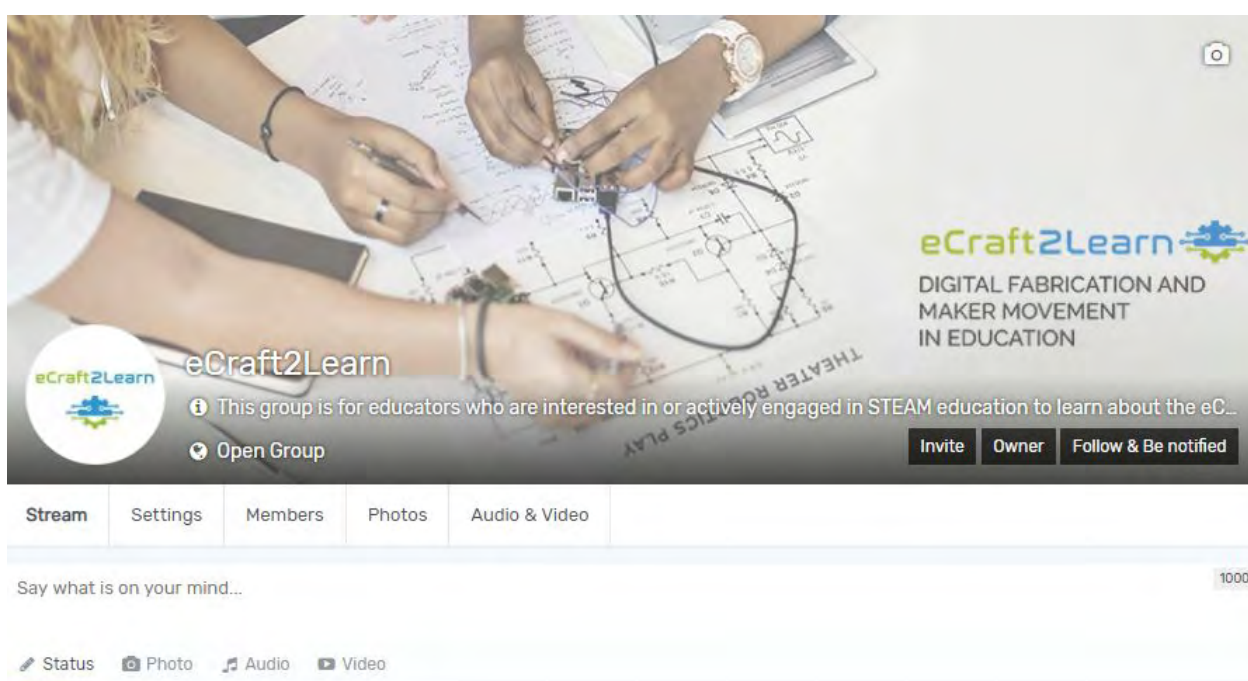 eCraft2Learn
DIGITAL FABRICATION AND
MAKER MOVEMENT
IN EDUCATION
THEATER ROBOTICS PLAY
eCraft2Learn
eCraft2Learn
This group is for educators who are interested in or actively engaged in STEAM education to learn about the eC...
Open Group
Invite Owner Follow & Be notified
Stream Settings Members Photos Audio & Video
Say what is on your mind...
1000
Status Photo Audio Video